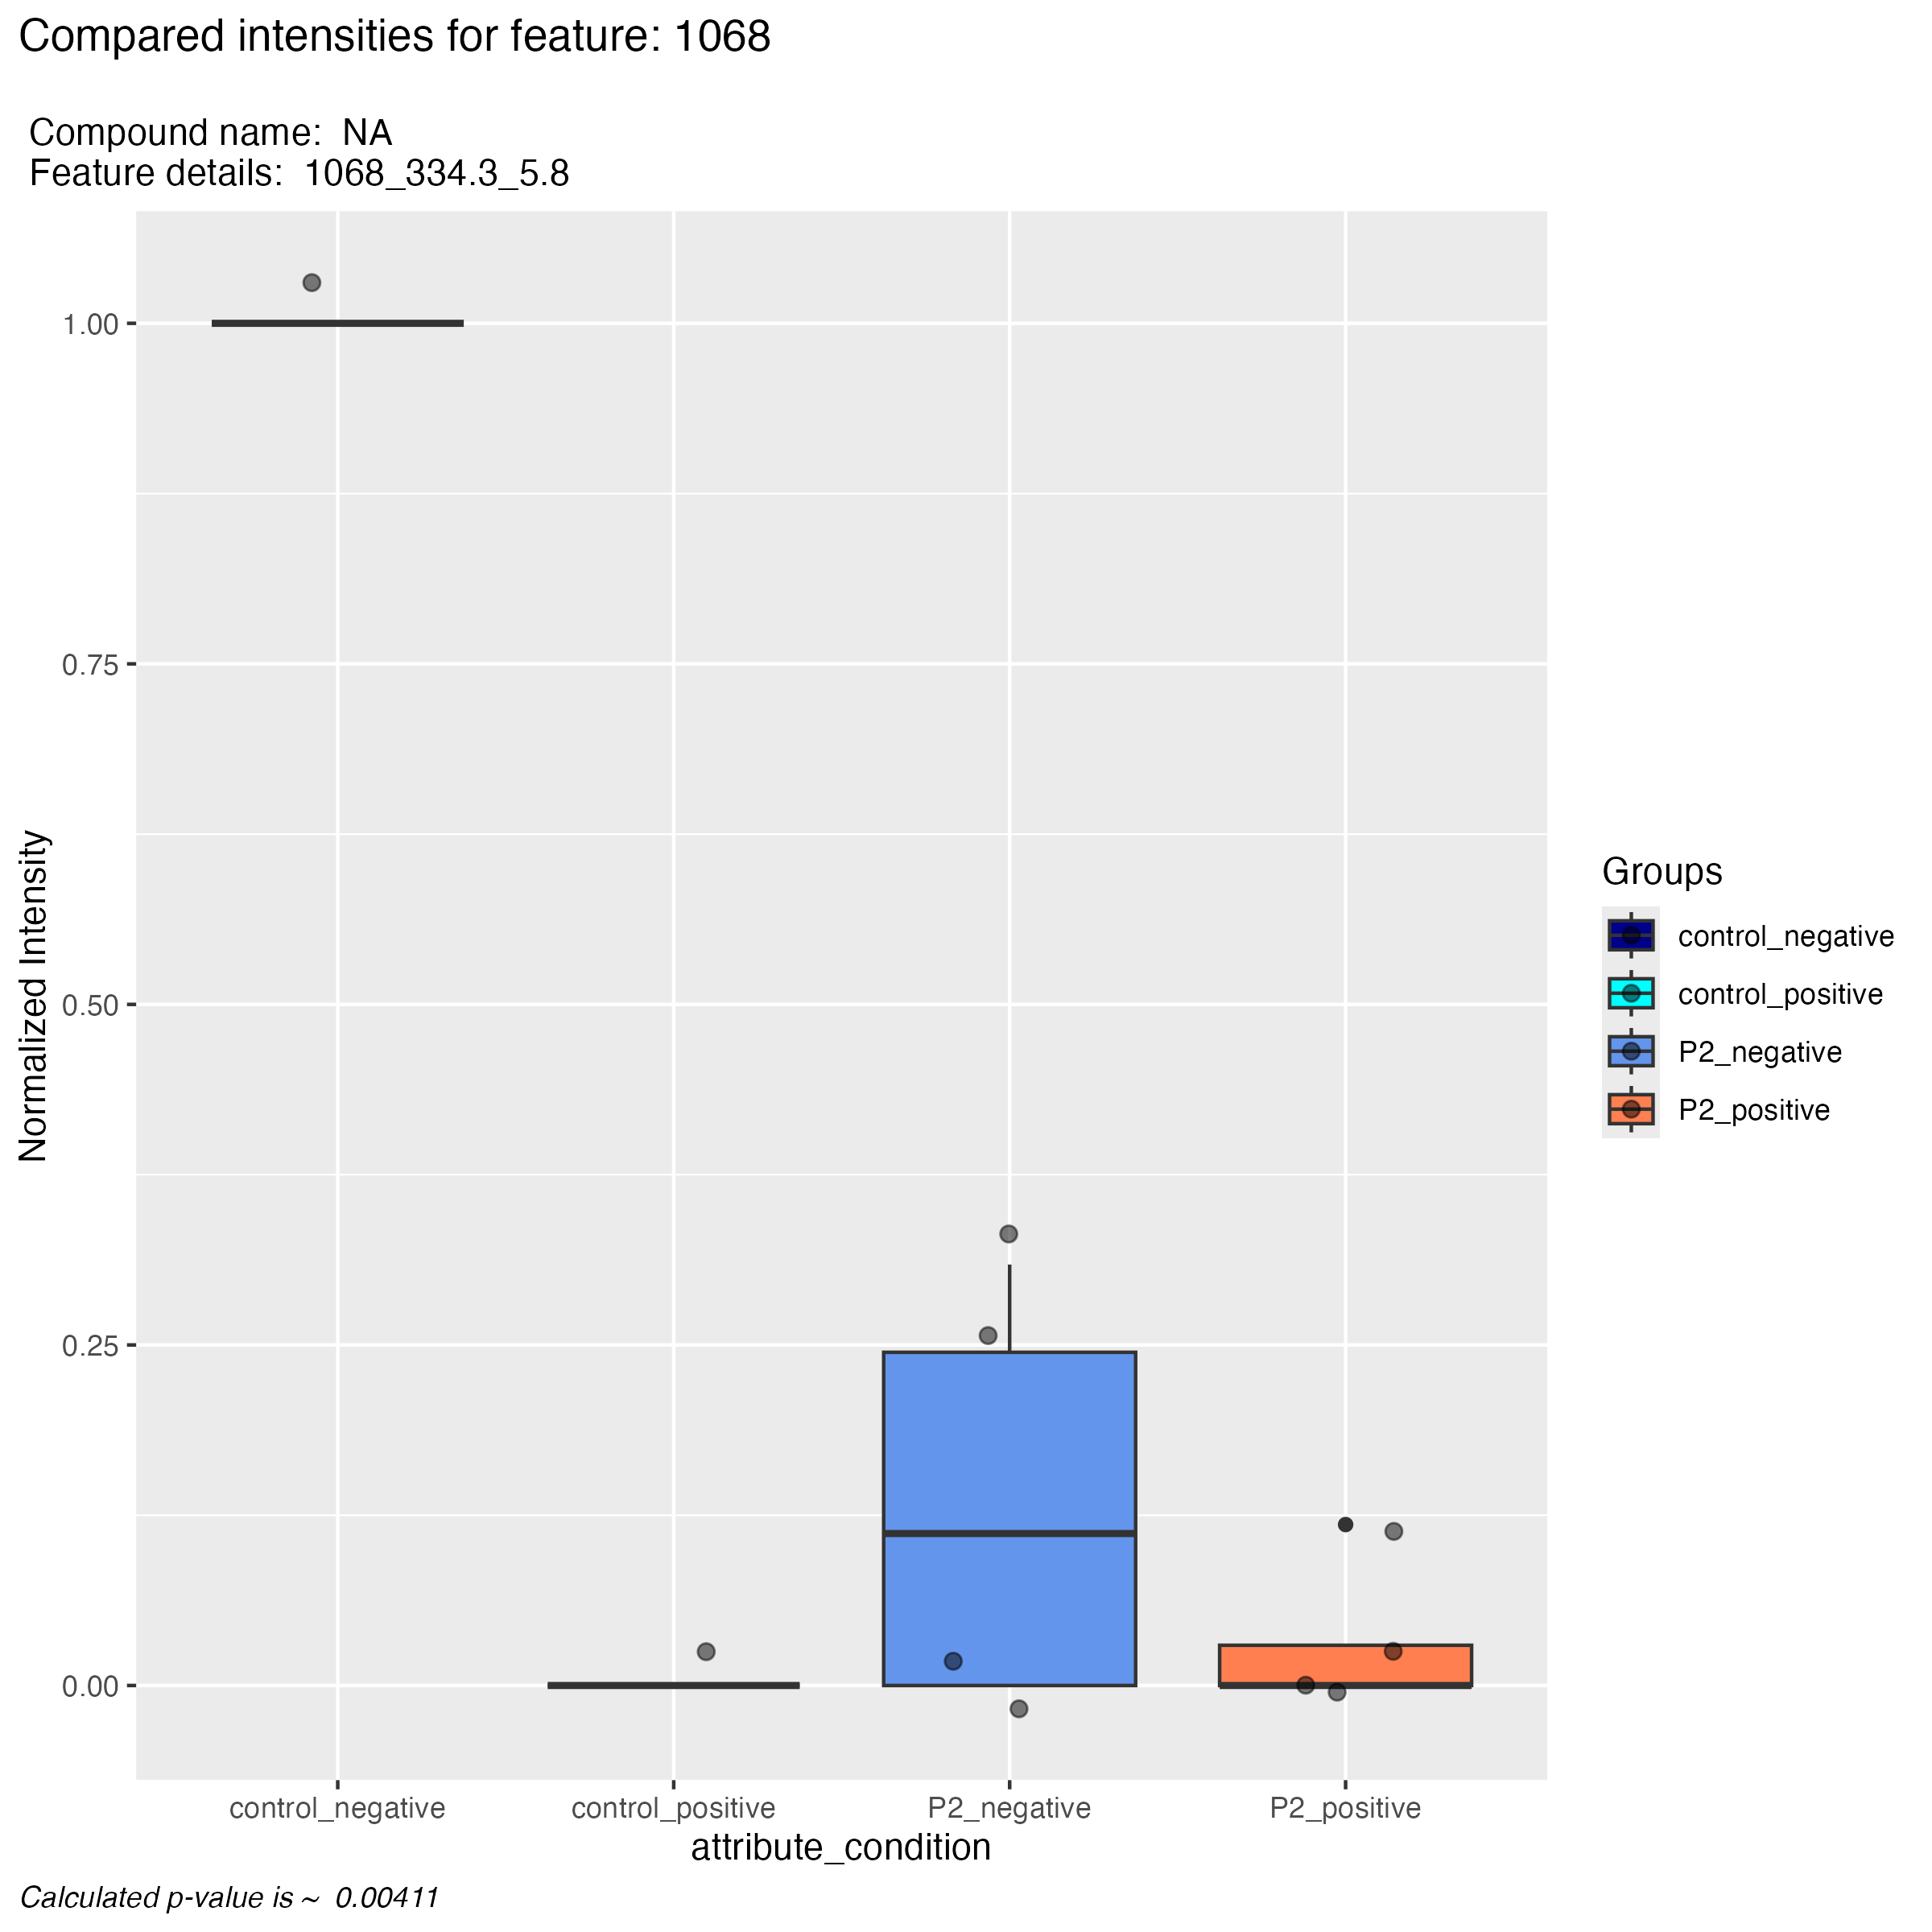 Compared intensities for feature: 1068
Compound name:  NA
Feature details:  1068_334.3_5.8
Normalized Intensity
1.00
0.75
0.50
0.25
0.00
control_negative
control_positive
P2_negative
P2_positive
attribute_condition
Groups
control_negative
control_positive
P2_negative
P2_positive
Calculated p-value is ~  0.00411